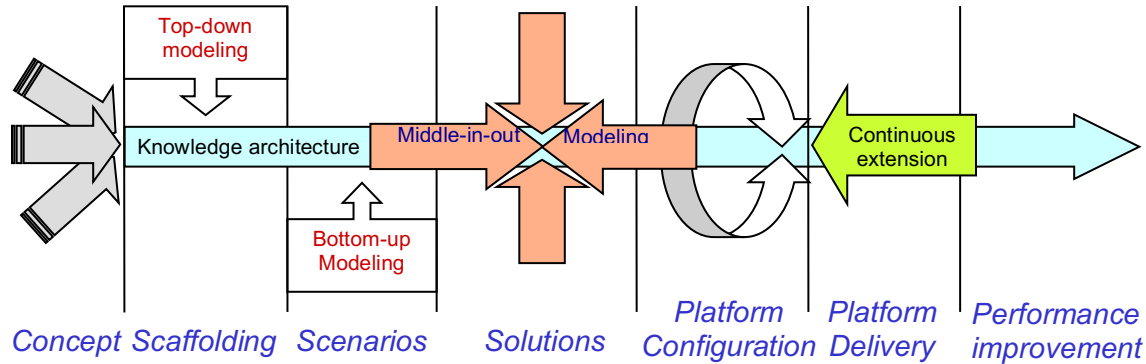 Top-down
modeling
Knowledge architecture
Middle-in-out
Modeling
Continuous
extension
Bottom-up
Modeling
Concept
Scaffolding
Scenarios
Solutions
Platform
Configuration
Platform
Delivery
Performance
improvement